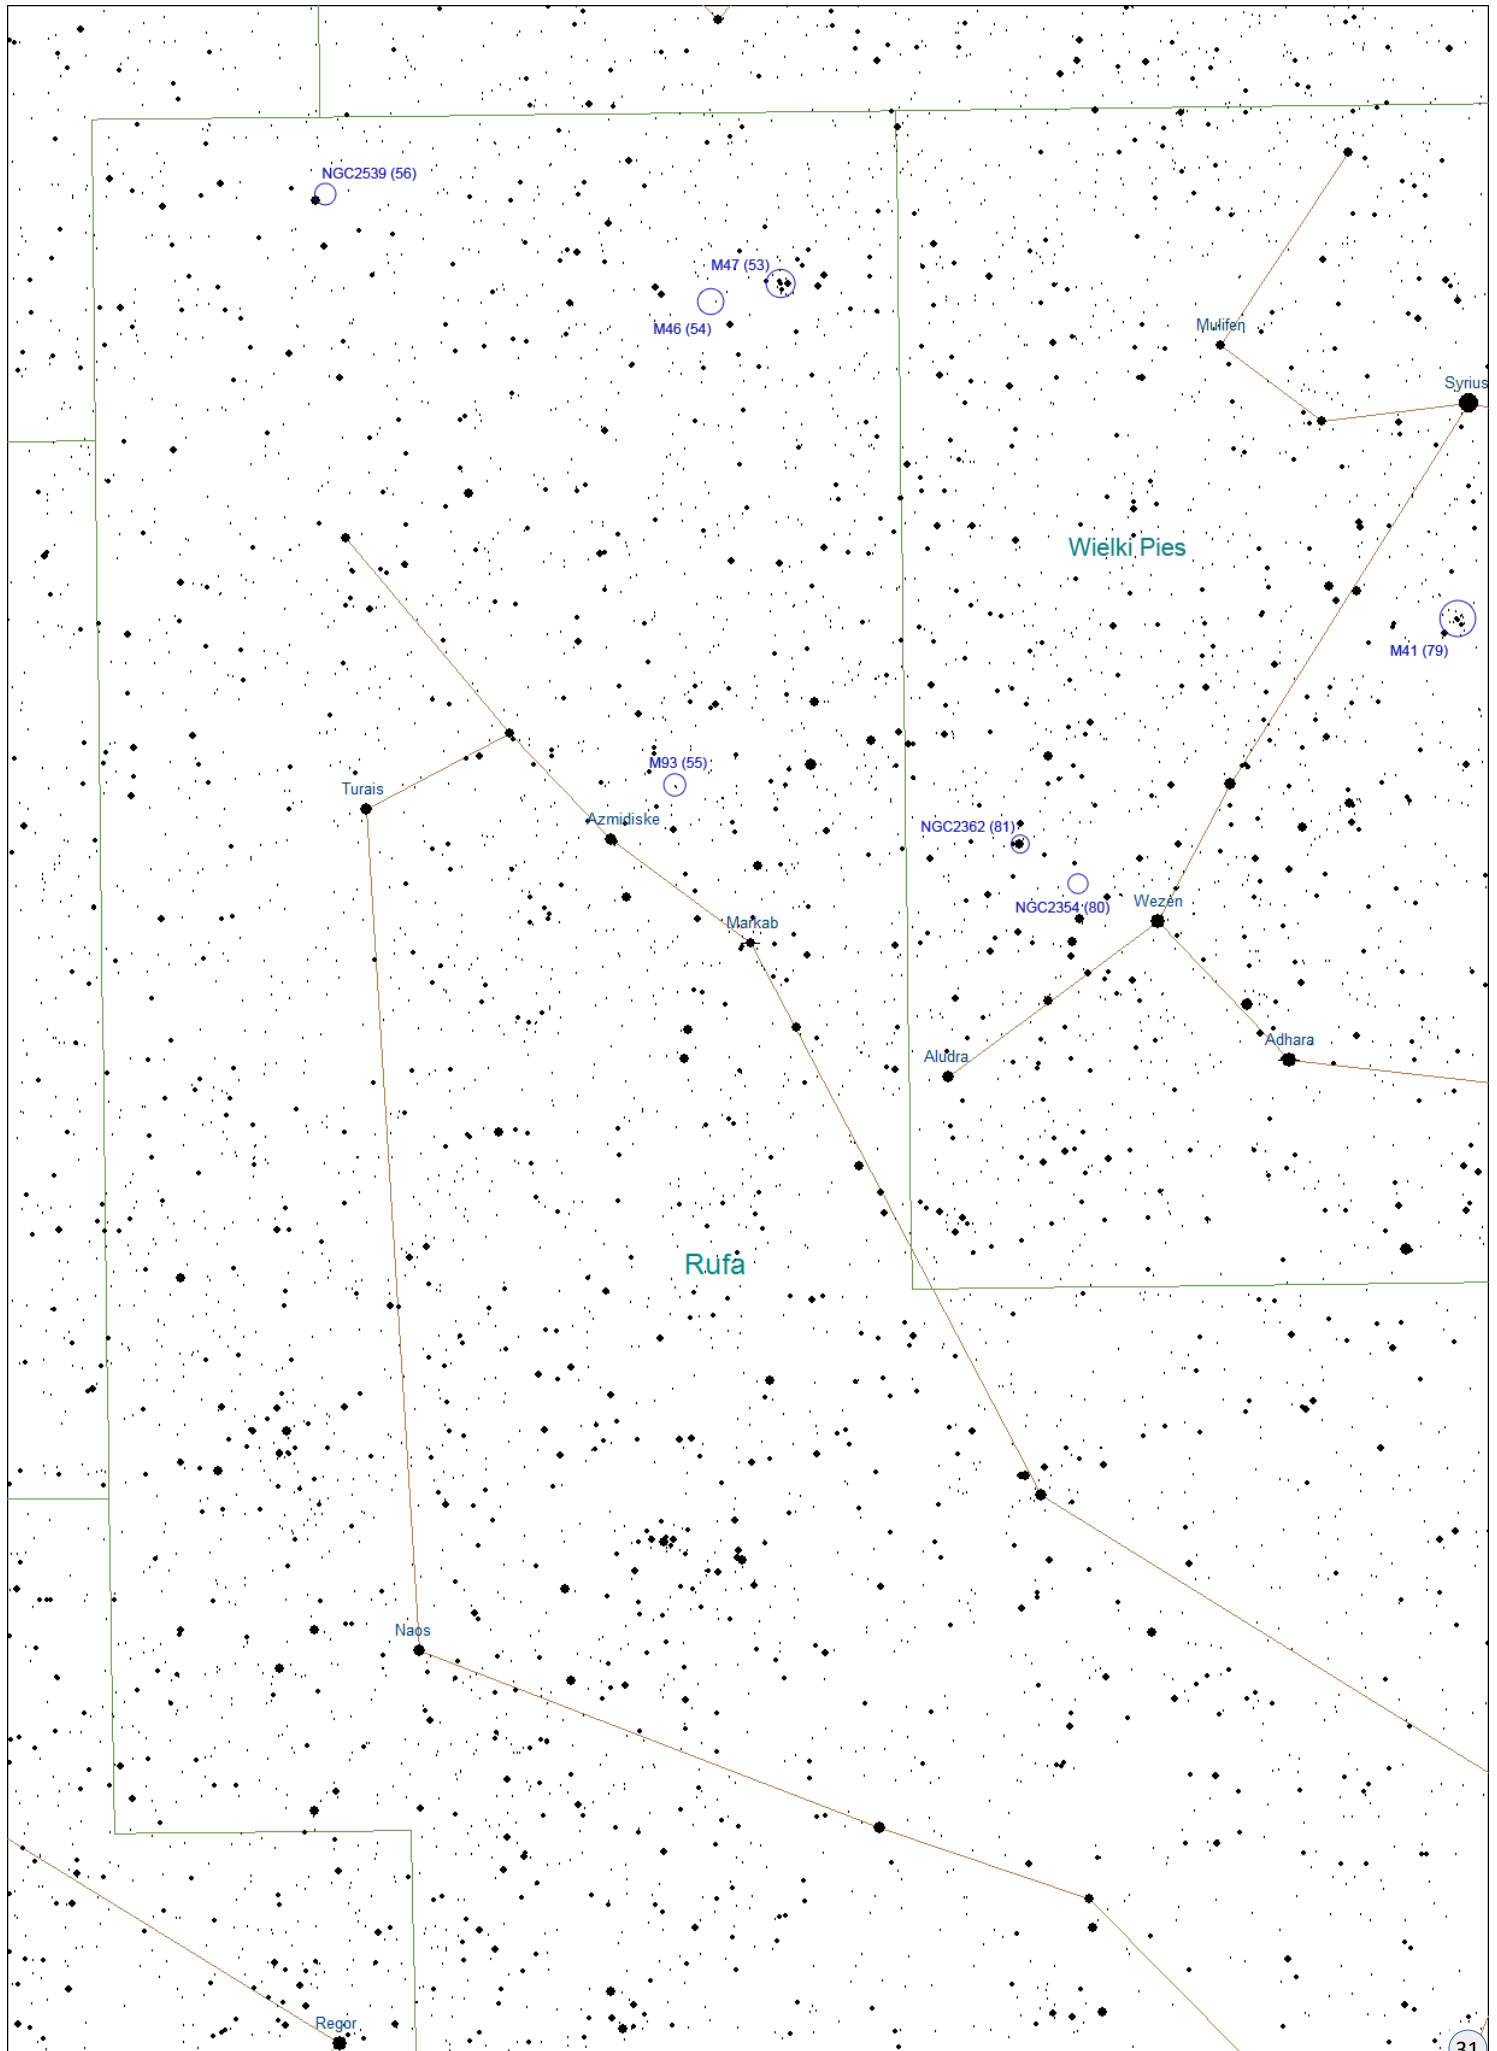 NGC2539 (56)
M47 (53)
M46 (54)
Mulifen
Syrius
Wielki Pies
M41 (79)
M93 (55)
Turais
Azmidiske
NGC2362 (81)
NGC2354 (80)
Wezen
Markab
Adhara
Aludra
Rufa
Naos
Regor
31